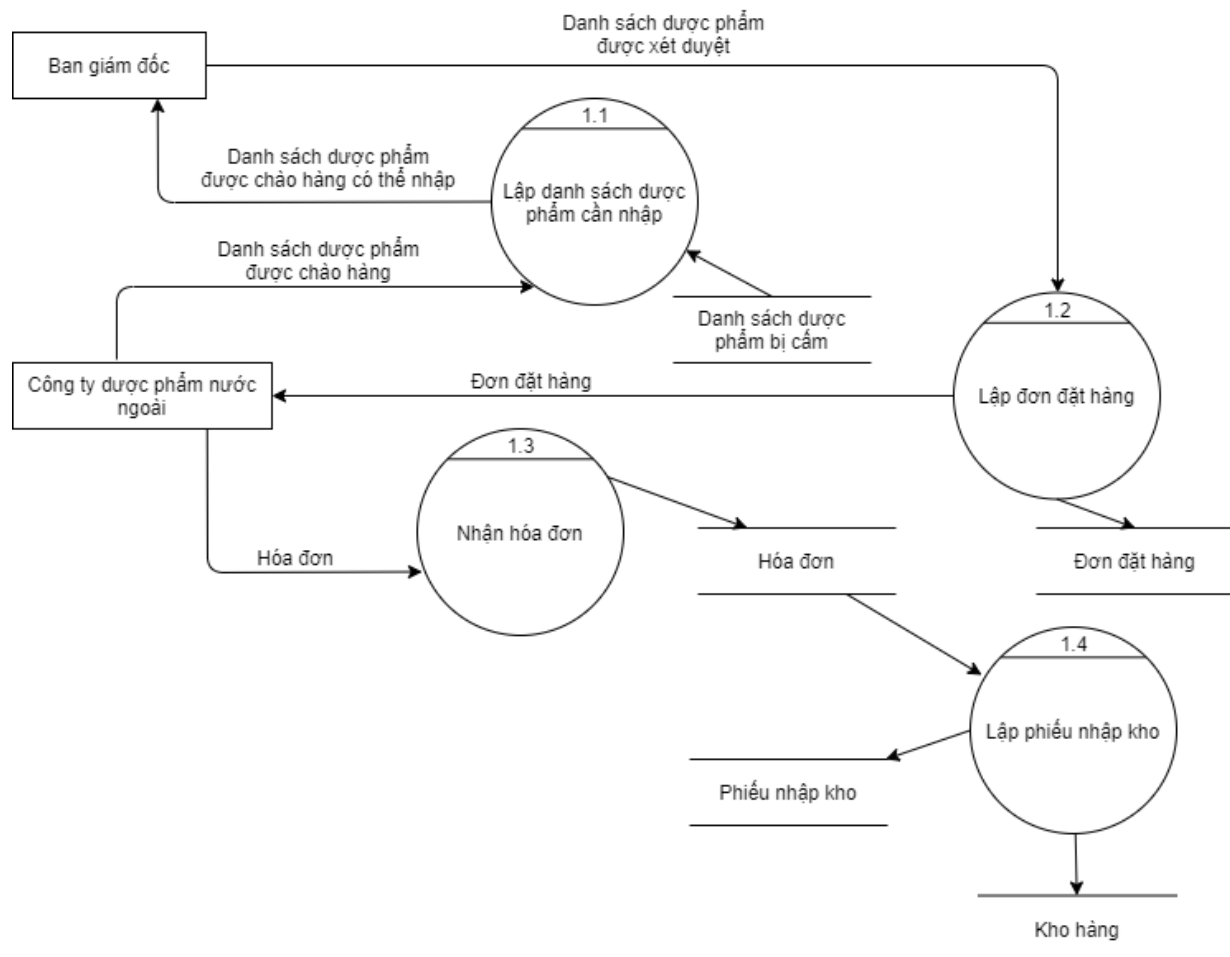 Danh sách dược phẩm
được xét duyệt
Ban giám đốc
1.1
Danh sách dược phẩm
được chào hàng có thể nhập
Lập danh sách dược
phẩm cần nhập
Danh sách dược phẩm
được chào hàng
1.2
Danh sách dược
phẩm bị cấm
Công ty dược phẩm nước
ngoài
Đơn đặt hàng
Lập đơn đặt hàng
1.3
Nhận hóa đơn
Hóa đơn
Hóa đơn
Đơn đặt hàng
1.4
Lập phiếu nhập kho
Phiếu nhập kho
Kho hàng